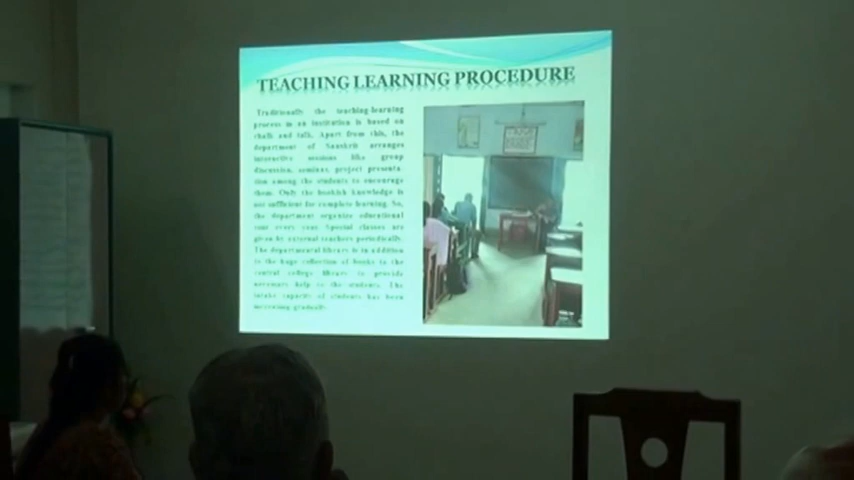 TEACHING LEARNING PROCEDURE
Traditionally the teaching-learning
process in an institution is based on
chalk and talk. Apart from this, the
department of Sanskrit arranges
interactive sessions like group
discussion, seminar, project presenta-
tion among the students to encourage
them. Only the bookish knowledge is
not sufficient for complete learning. So,
the department organize educational
tour every year. Special classes are
given by external teachers periodically.
The departmental library is in addition
to the huge collection of books in the
central college library to provide
necessary help to the students. The
intake capacity of students has been
increasing gradually.